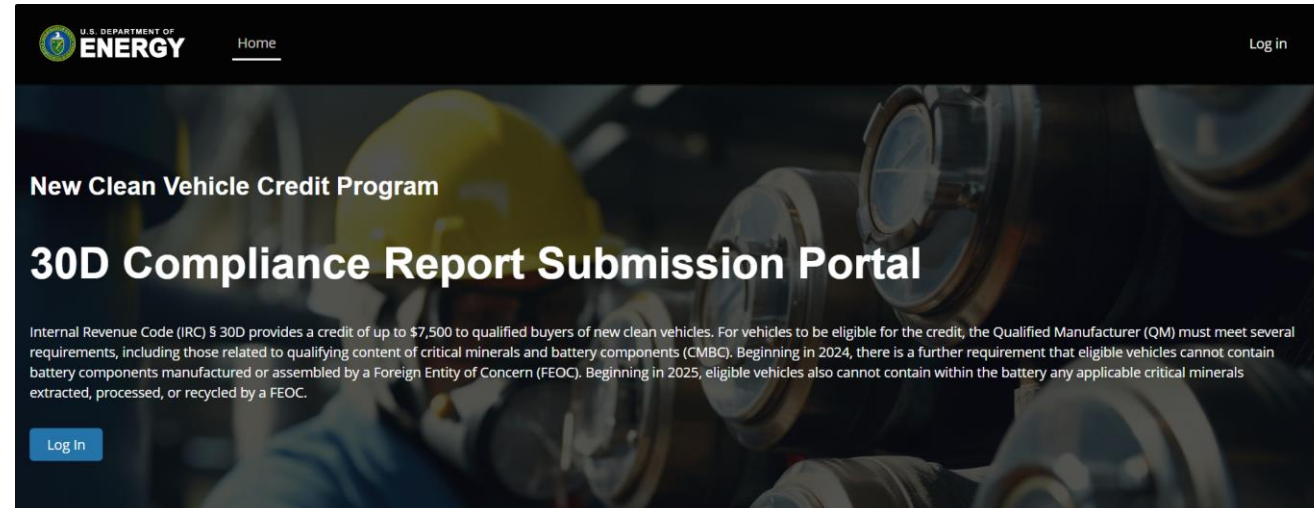 U.S. DEPARTMENT OF
ENERGY
Home
Log in
New Clean Vehicle Credit Program
30D Compliance Report Submission Portal
Internal Revenue Code (IRC) § 30D provides a credit of up to $7,500 to qualified buyers of new clean vehicles. For vehicles to be eligible for the credit, the Qualified Manufacturer (QM) must meet several
requirements, including those related to qualifying content of critical minerals and battery components (CMBC). Beginning in 2024, there is a further requirement that eligible vehicles cannot contain
battery components manufactured or assembled by a Foreign Entity of Concern (FEOC). Beginning in 2025, eligible vehicles also cannot contain within the battery any applicable critical minerals
extracted, processed, or recycled by a FEOC.
Log In